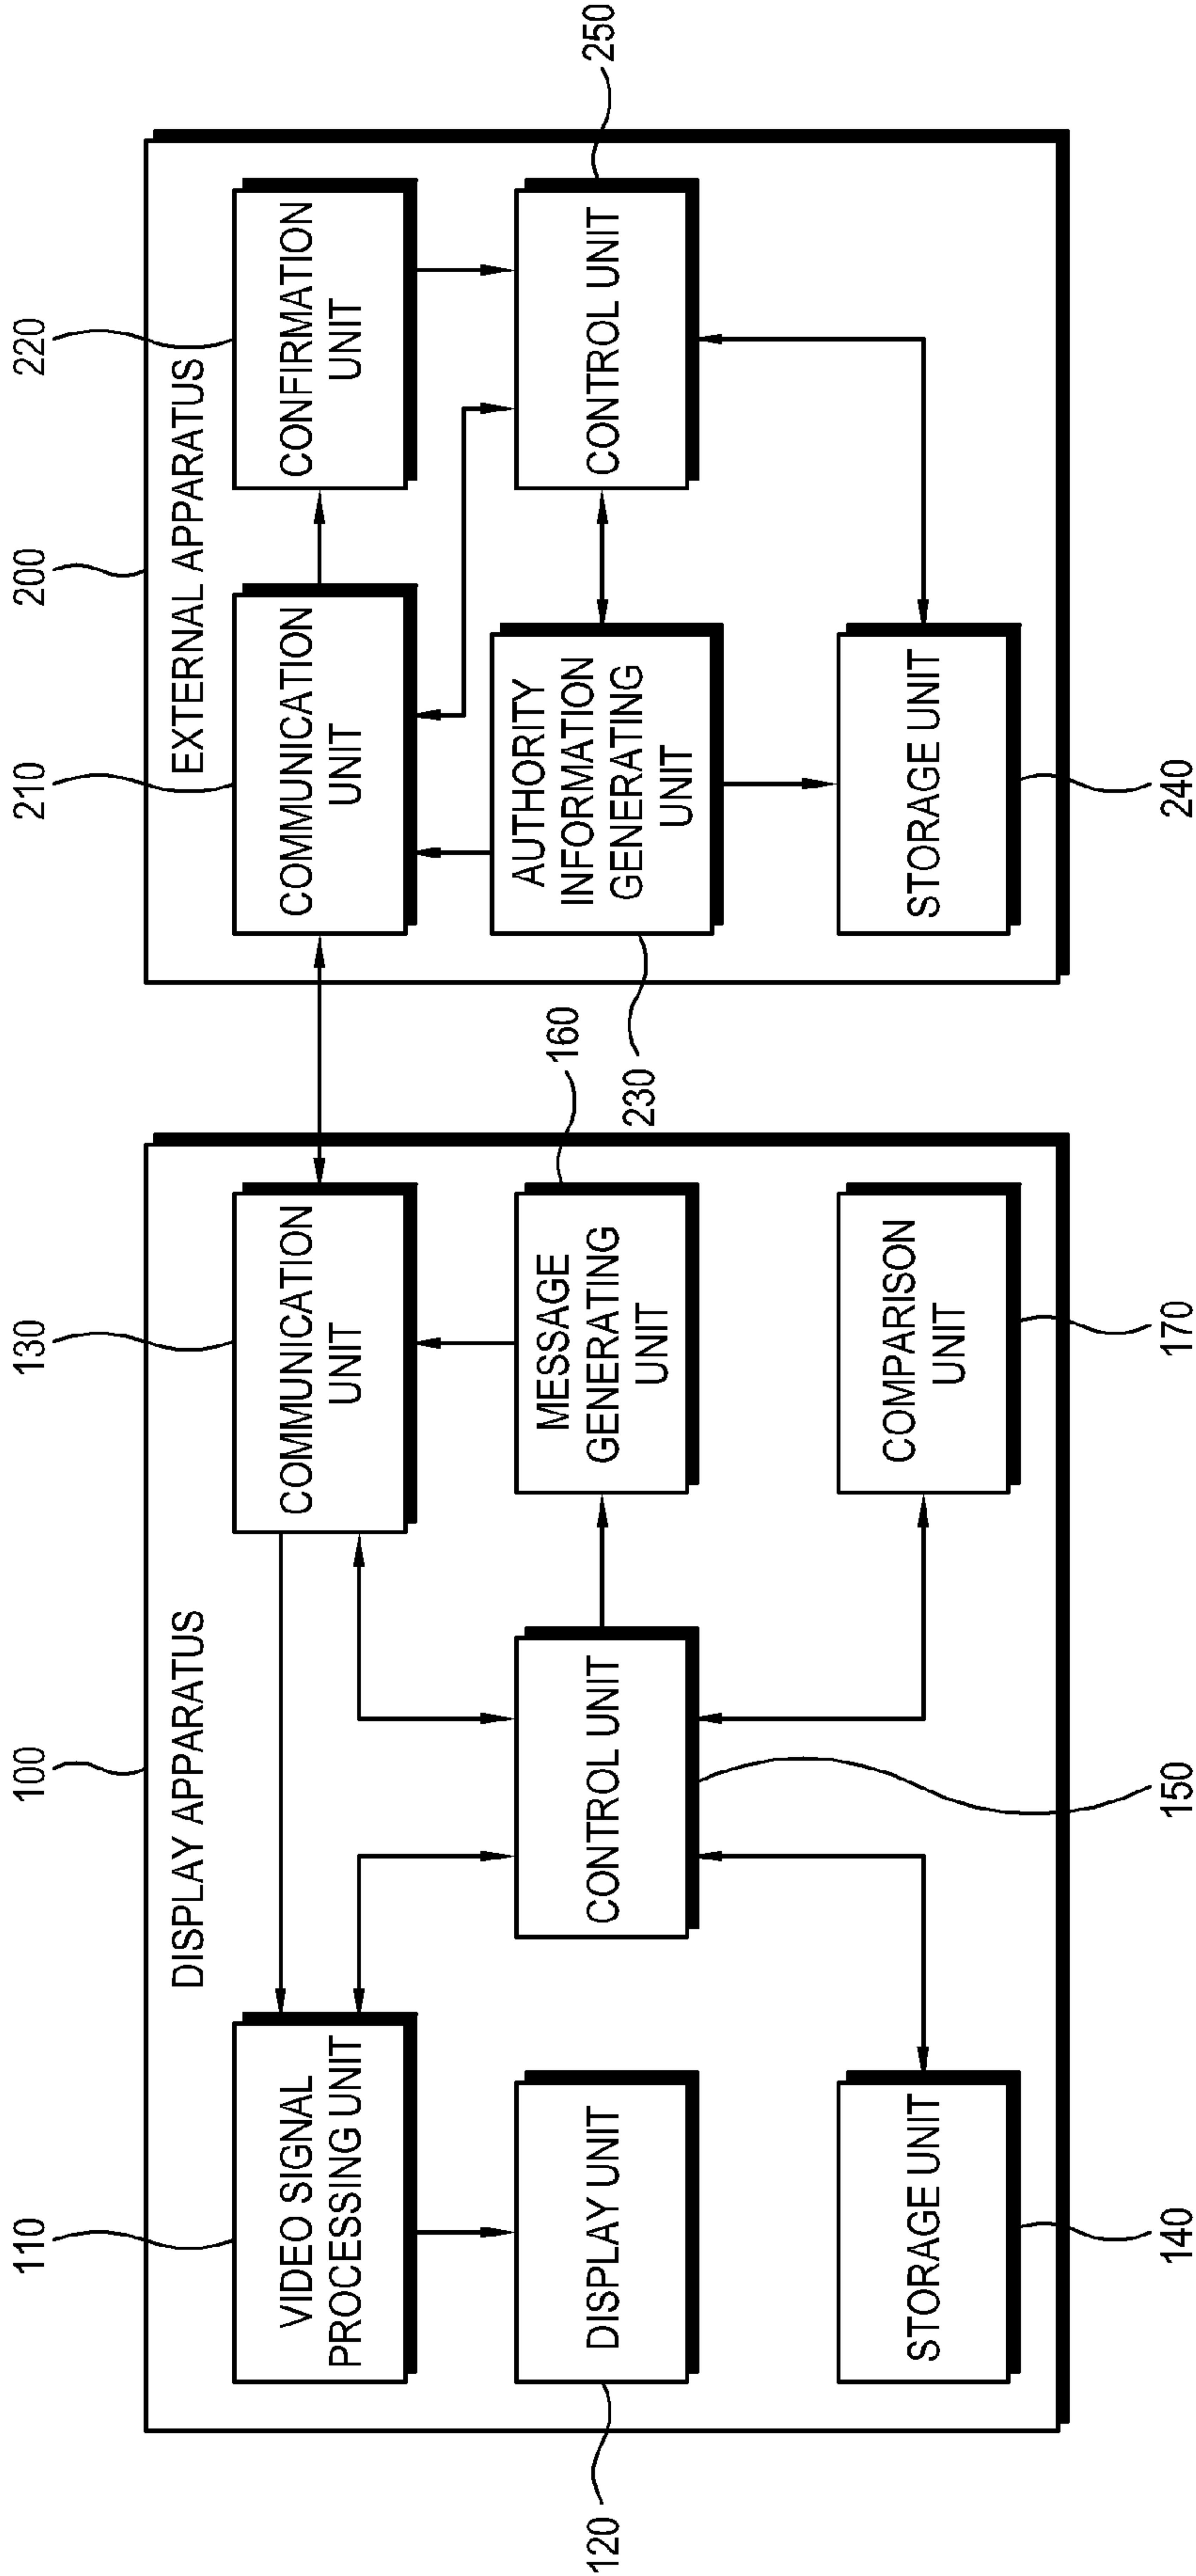 100
DISPLAY APPARATUS
110
VIDEO SIGNAL
PROCESSING UNIT
130
COMMUNICATION
UNIT
120
DISPLAY UNIT
CONTROL UNIT
150
160
MESSAGE
GENERATING
UNIT
140
STORAGE UNIT
170
COMPARISON
UNIT
200
EXTERNAL APPARATUS
210
COMMUNICATION
UNIT
220
CONFIRMATION
UNIT
230
AUTHORITY
INFORMATION
GENERATING
UNIT
CONTROL UNIT
250
STORAGE UNIT
240